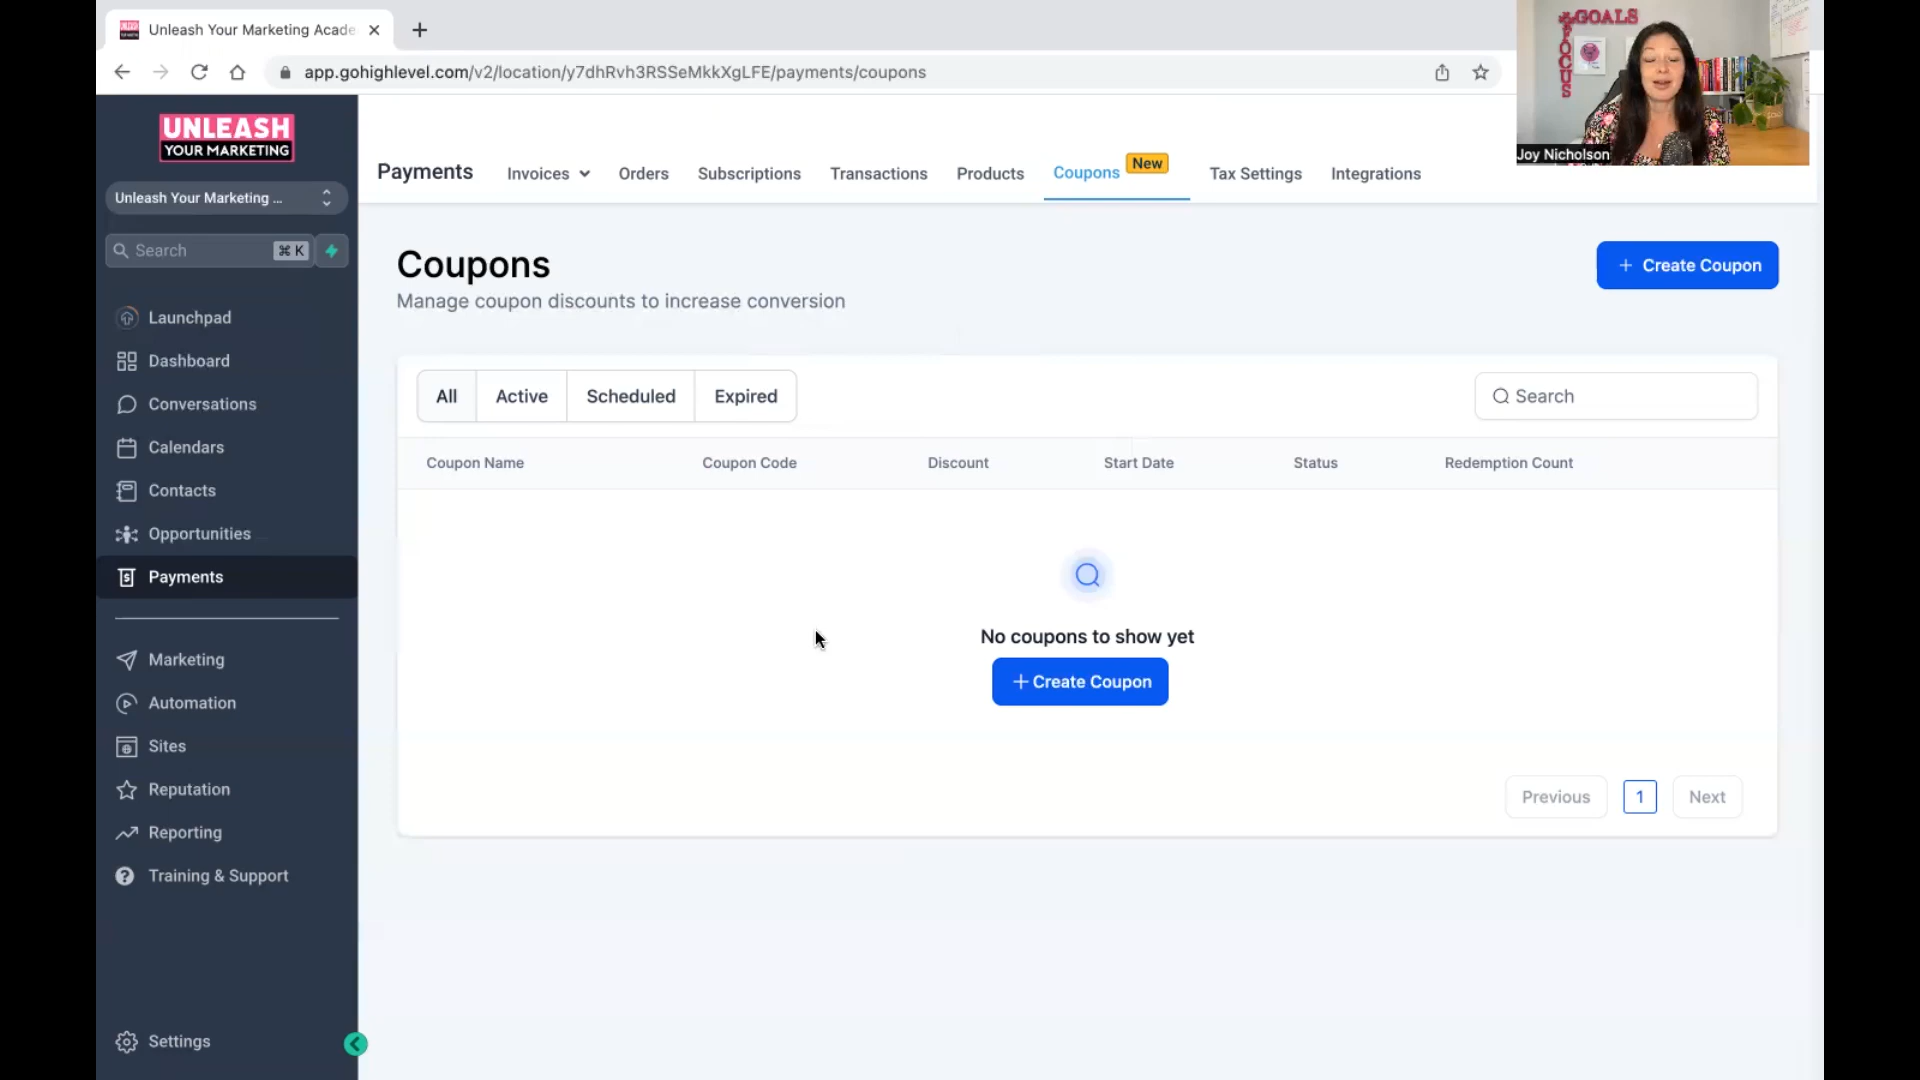 Unleash Your Marketing Acade
app.gohighlevel.com/v2/location/y7dhRvh3RSSeMkkXgLFE/payments/coupons
GOALS
FOCUS
Joy Nicholson
UNLEASH
YOUR MARKETING
Unleash Your Marketing ...
Search ⌘ K
Launchpad
Dashboard
Conversations
Calendars
Contacts
Opportunities
Payments
Marketing
Automation
Sites
Reputation
Reporting
Training & Support
Settings
Payments Invoices Orders Subscriptions Transactions Products Coupons New Tax Settings Integrations
Coupons
Manage coupon discounts to increase conversion
+ Create Coupon
All Active Scheduled Expired
Search
Coupon Name Coupon Code Discount Start Date Status Redemption Count
No coupons to show yet
+ Create Coupon
Previous 1 Next